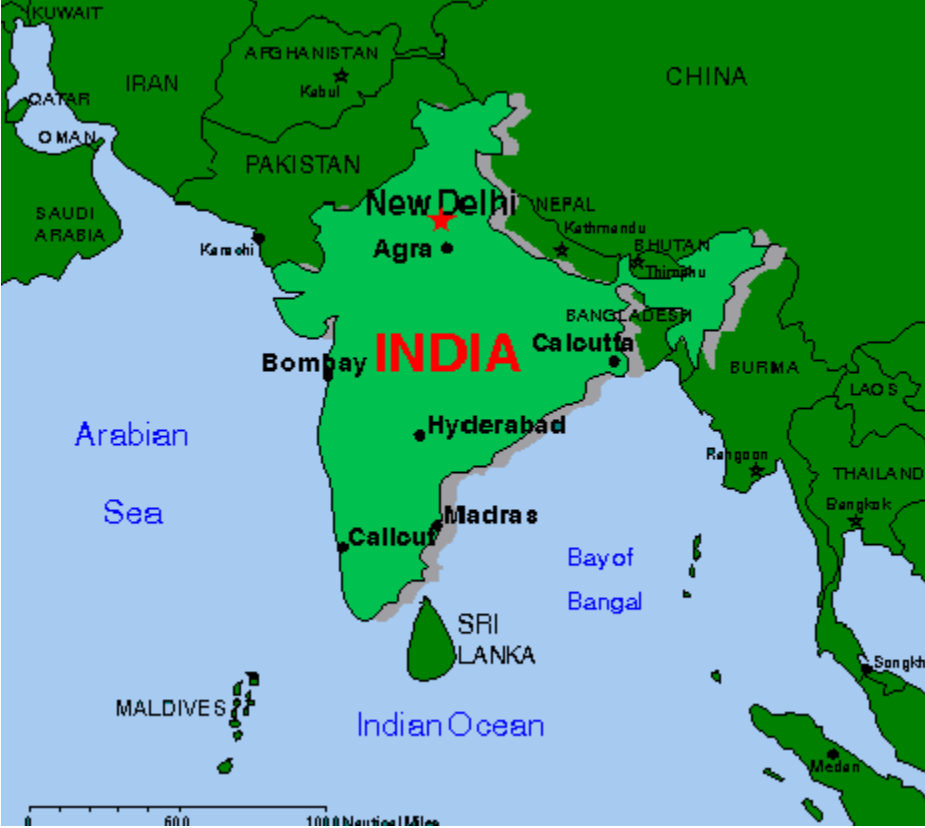 KUWAIT
AFGHANISTAN
Kabul
CHINA
IRAN
QATAR
OMAN
PAKISTAN
New Delhi
NEPAL
SAUDI
ARABIA
Kathmandu
Karachi
Agra
BHUTAN
Thimphu
BANGLADESH
Calcutta
Bombay
INDIA
BURMA
LAOS
Hyderabad
Arabian
Sea
Rangoon
THAILAND
Bangkok
Madras
Calicut
Bay of
Bangal
SRI
LANKA
Songkh
MALDIVES
Indian Ocean
Medan
0 500 1000 Nautical Miles